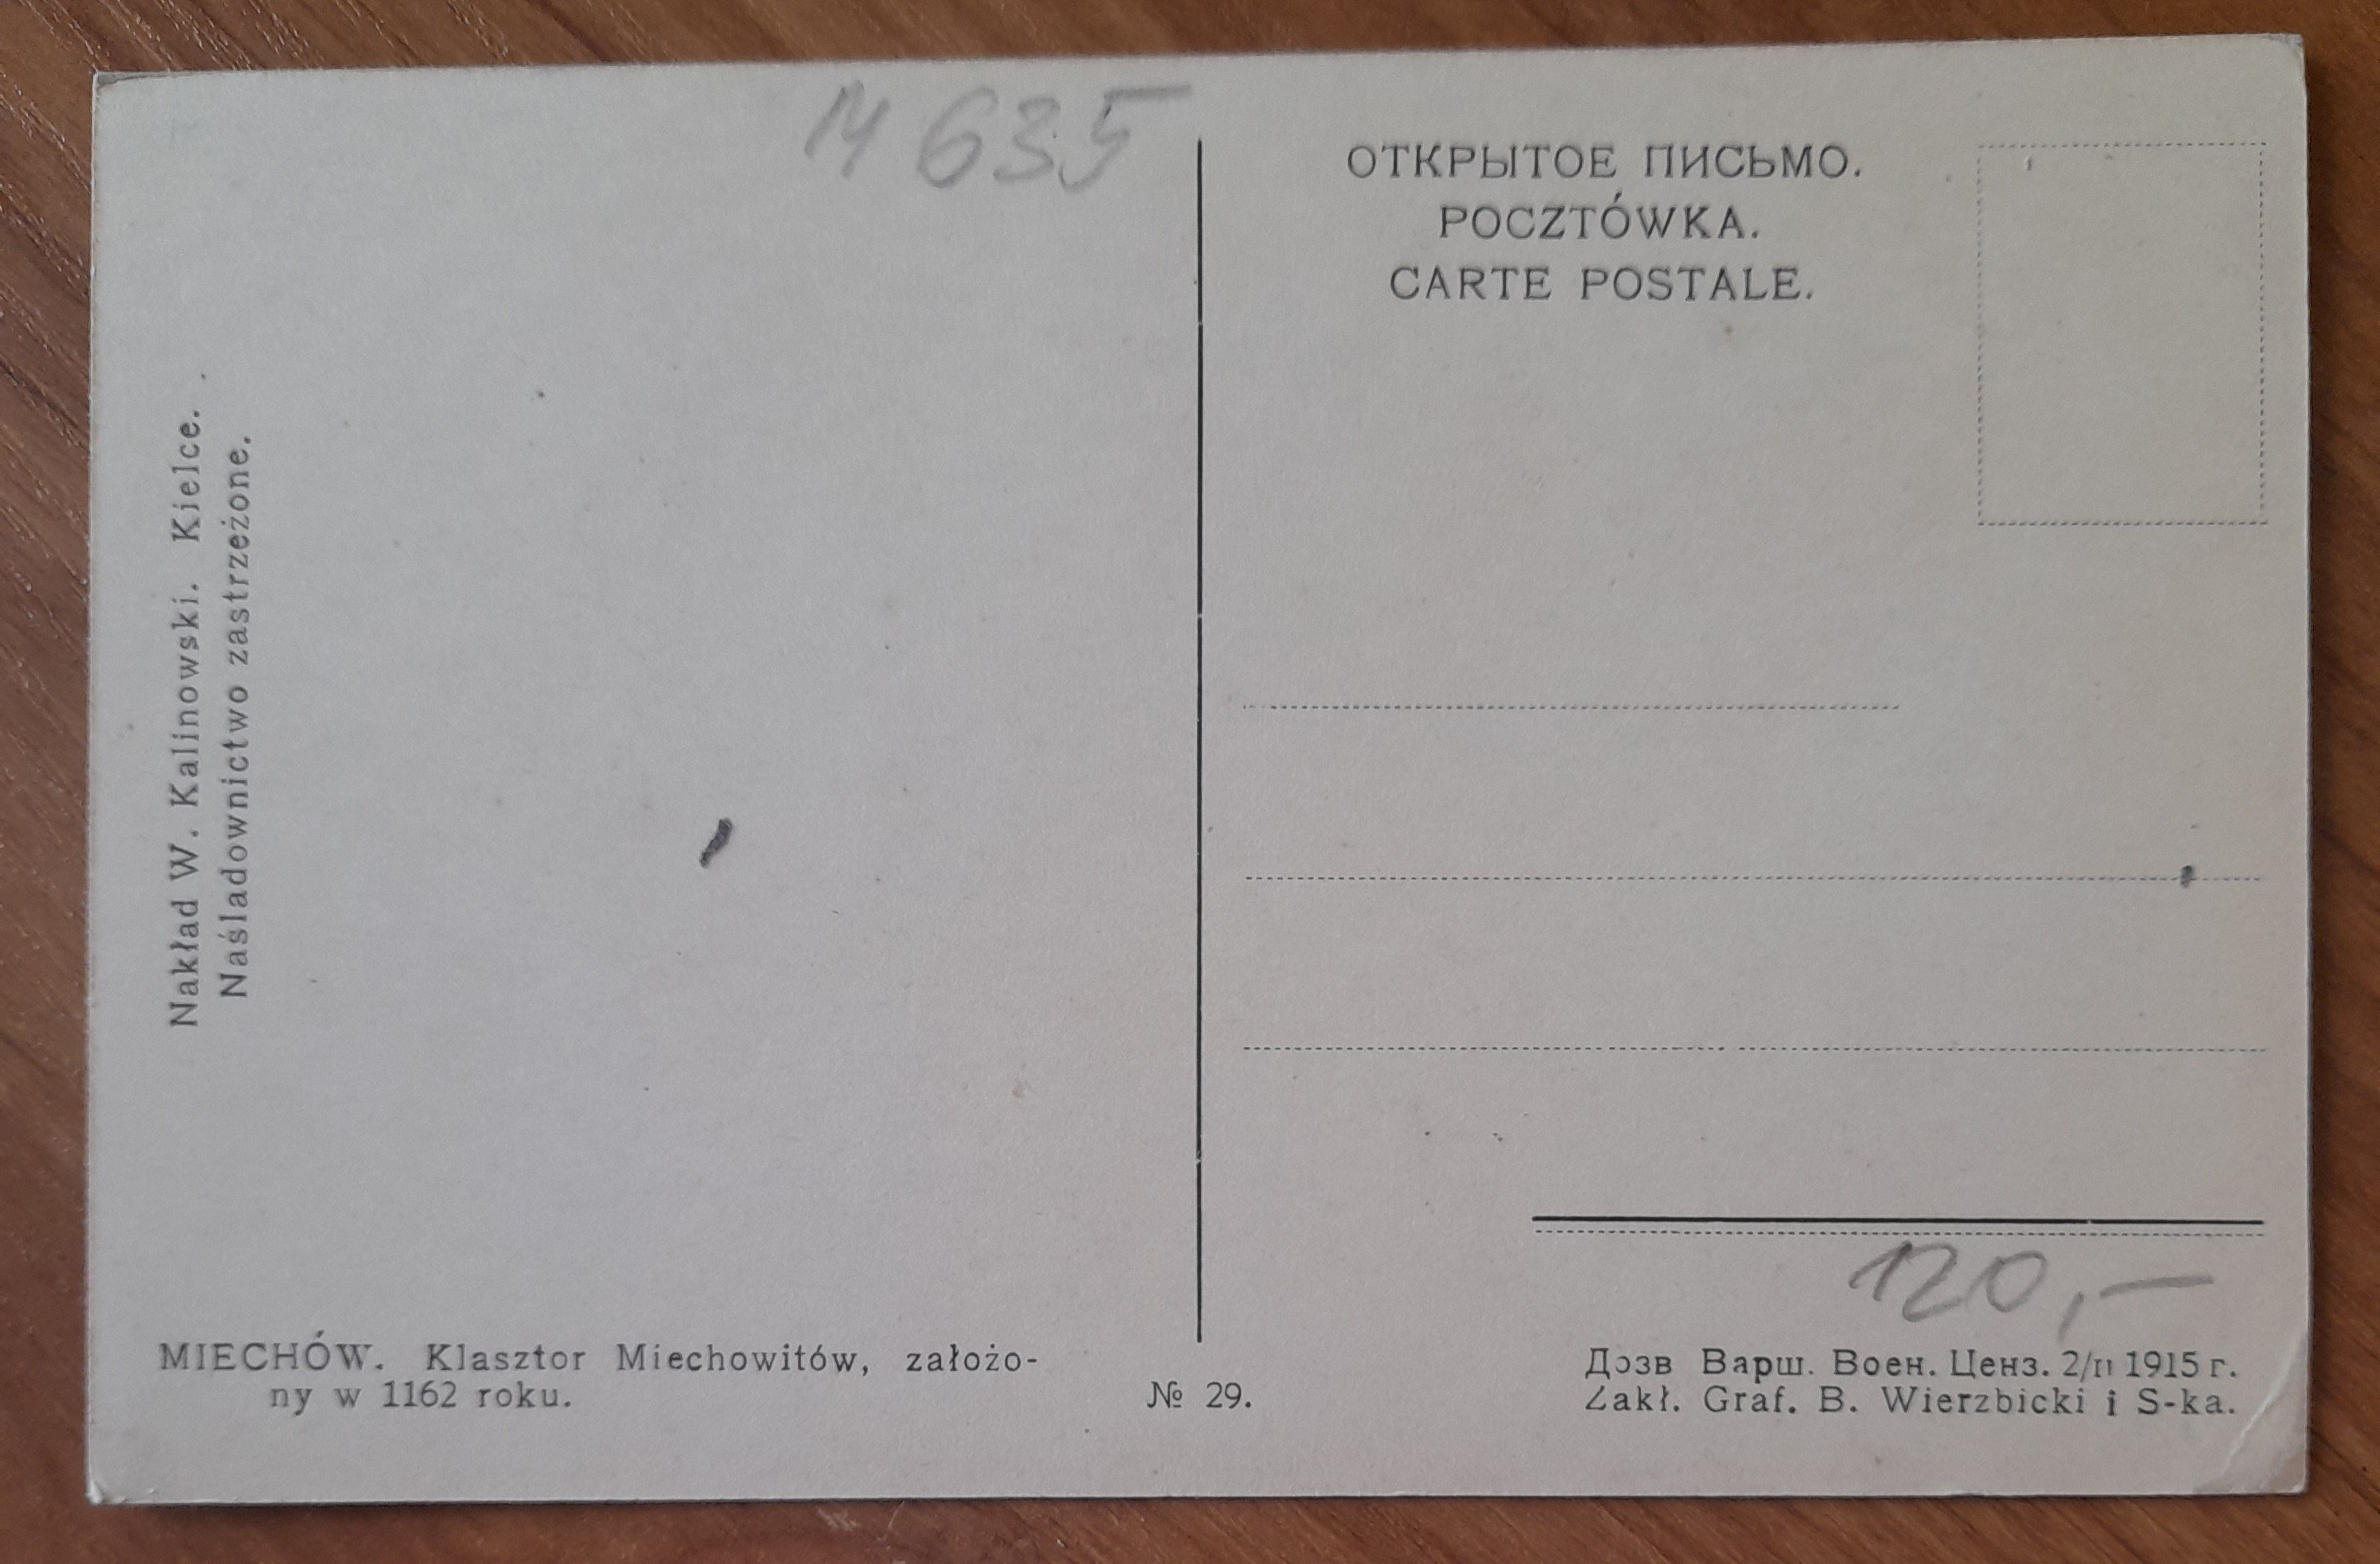 M 635
ОТКРЫТОЕ ПИСЬМО.
POCZTÓWKA.
CARTE POSTALE.
Nakład W. Kalinowski. Kielce.
Naśladownictwo zastrzeżone.
120,-
MIECHÓW. Klasztor Miechowitów, założo-
ny w 1162 roku.
№ 29.
Дозв Варш. Воен. Ценз. 2/II 1915 г.
Zakł. Graf. B. Wierzbicki i S-ka.